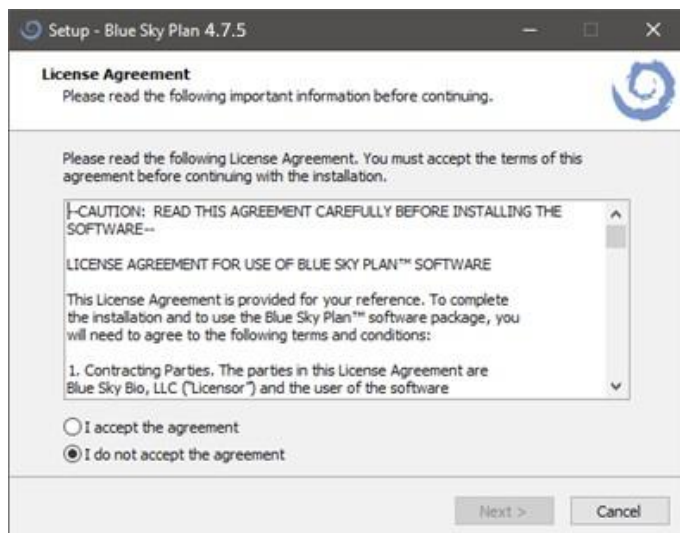 Setup - Blue Sky Plan 4.7.5
License Agreement
Please read the following important information before continuing.
Please read the following License Agreement. You must accept the terms of this
agreement before continuing with the installation.
--CAUTION: READ THIS AGREEMENT CAREFULLY BEFORE INSTALLING THE
SOFTWARE--
LICENSE AGREEMENT FOR USE OF BLUE SKY PLAN™ SOFTWARE
This License Agreement is provided for your reference. To complete
the installation and to use the Blue Sky Plan™ software package, you
will need to agree to the following terms and conditions:
1. Contracting Parties. The parties in this License Agreement are
Blue Sky Bio, LLC ("Licensor") and the user of the software
I accept the agreement
I do not accept the agreement
Next >
Cancel